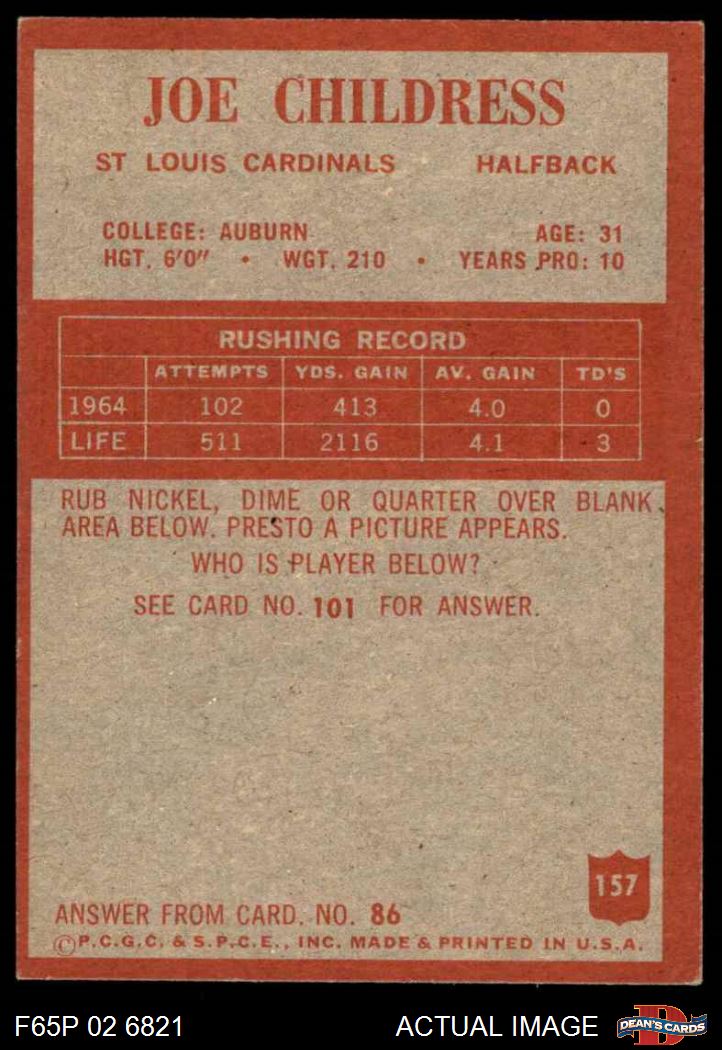 JOE CHILDRESS
ST LOUIS CARDINALS HALFBACK
COLLEGE: AUBURN AGE: 31
HGT. 6'0" • WGT. 210 • YEARS PRO: 10
RUSHING RECORD
ATTEMPTS YDS. GAIN AV. GAIN TD'S
1964 102 413 4.0 0
LIFE 511 2116 4.1 3
RUB NICKEL, DIME OR QUARTER OVER BLANK
AREA BELOW. PRESTO A PICTURE APPEARS.
WHO IS PLAYER BELOW?
SEE CARD NO. 101 FOR ANSWER.
157
ANSWER FROM CARD. NO. 86
©P.C.G.C. & S.P.C.E., INC. MADE & PRINTED IN U.S.A.
F65P 02 6821 ACTUAL IMAGE
D
DEAN'S CARDS